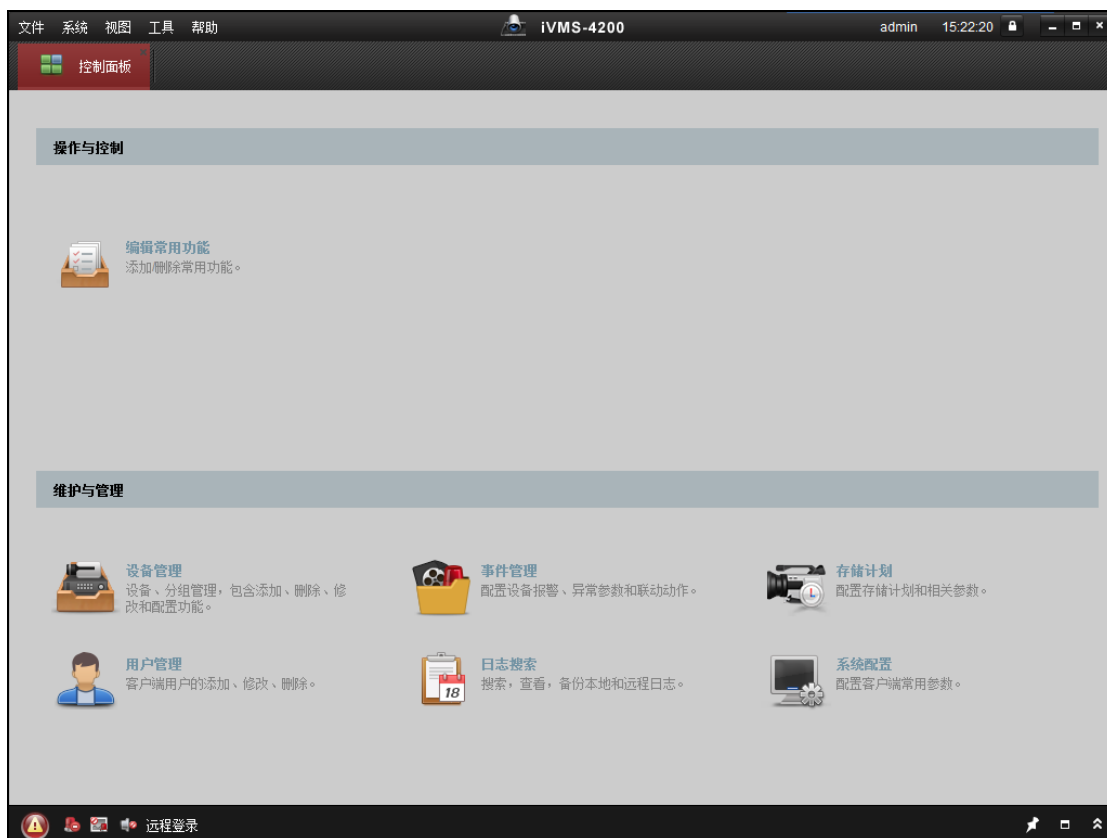 文件 系统 视图 工具 帮助 iVMS-4200 admin 15:22:20
控制面板
操作与控制
编辑常用功能
添加/删除常用功能。
维护与管理
设备管理
设备、分组管理，包含添加、删除、修
改和配置功能。
事件管理
配置设备报警、异常参数和联动动作。
存储计划
配置存储计划和相关参数。
用户管理
客户端用户的添加、修改、删除。
18
日志搜索
搜索，查看，备份本地和远程日志。
系统配置
配置客户端常用参数。
远程登录